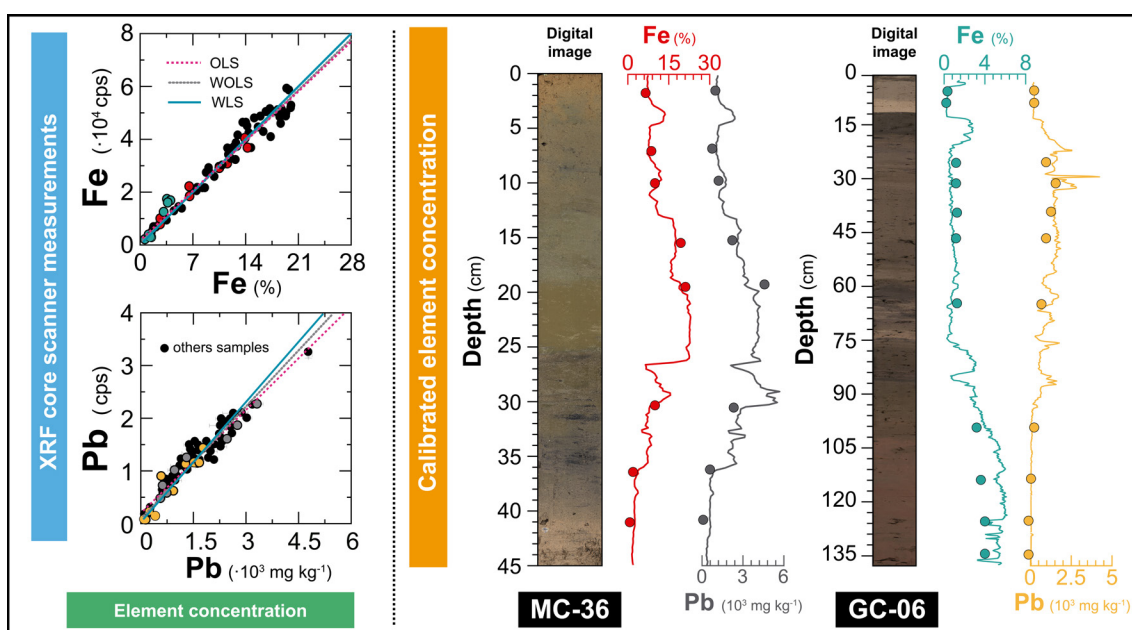 XRF core scanner measurements
Fe (·10⁴ cps)
8
6
4
2
0
OLS
WOLS
WLS
0 7 14 21 28
Fe (%)
Pb (cps)
4
3
2
1
0
others samples
0 1.5 3 4.5 6
Pb (·10³ mg kg⁻¹)
Element concentration
Calibrated element concentration
Digital
image
Fe (%)
0 15 30
Depth (cm)
0
5
10
15
20
25
30
35
40
45
0 3 6
Pb (10³ mg kg⁻¹)
MC-36
Digital
image
Fe (%)
0 4 8
Depth (cm)
0
15
30
45
60
75
90
105
120
135
0 2.5 5
Pb (10³ mg kg⁻¹)
GC-06